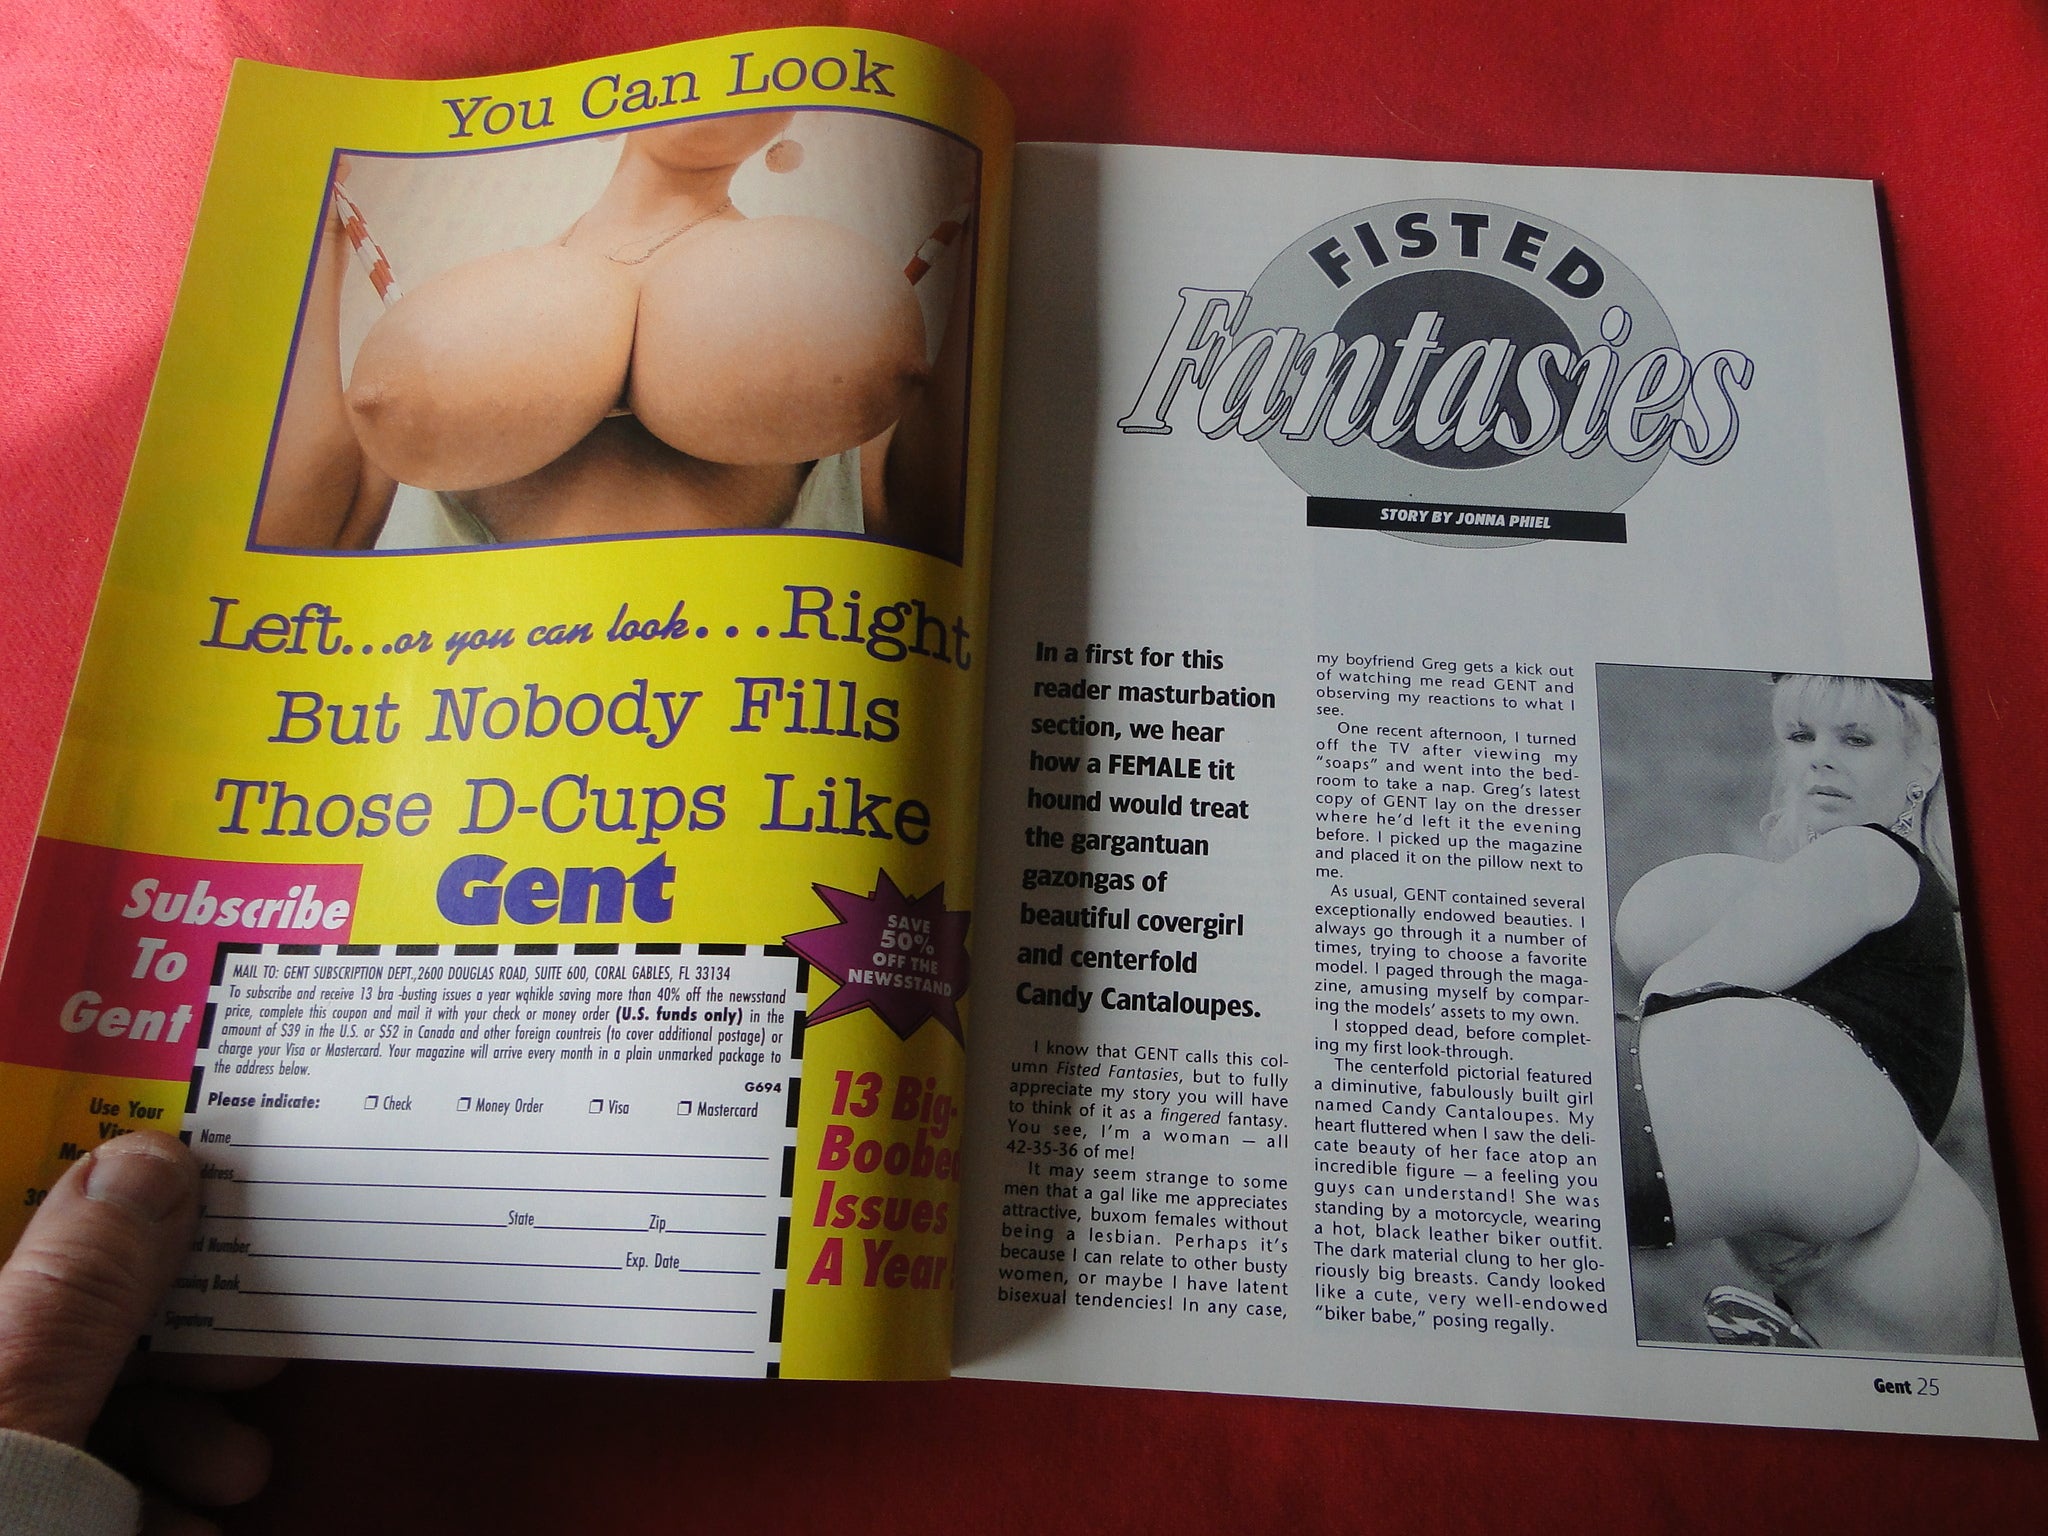 You Can Look
Left...or you can look...Right
But Nobody Fills
Those D-Cups Like
Gent
Subscribe
To
Gent
SAVE
50%
OFF THE
NEWSSTAND
MAIL TO: GENT SUBSCRIPTION DEPT.,2600 DOUGLAS ROAD, SUITE 600, CORAL GABLES, FL 33134
To subscribe and receive 13 bra -busting issues a year wqhikle saving more than 40% off the newsstand
price, complete this coupon and mail it with your check or money order (U.S. funds only) in the
amount of $39 in the U.S. or $52 in Canada and other foreign countreis (to cover additional postage) or
charge your Visa or Mastercard. Your magazine will arrive every month in a plain unmarked package to
the address below.
G694
Please indicate: Check Money Order Visa Mastercard
Name
State Zip
Number Exp. Date
Bank
Signature
Use Your
13 Big-
Boobed
Issues
A Year
FISTED
Fantasies
STORY BY JONNA PHIEL
In a first for this
reader masturbation
section, we hear
how a FEMALE tit
hound would treat
the gargantuan
gazongas of
beautiful covergirl
and centerfold
Candy Cantaloupes.
I know that GENT calls this col-
umn Fisted Fantasies, but to fully
appreciate my story you will have
to think of it as a fingered fantasy.
You see, I'm a woman — all
42-35-36 of me!
It may seem strange to some
men that a gal like me appreciates
attractive, buxom females without
being a lesbian. Perhaps it's
because I can relate to other busty
women, or maybe I have latent
bisexual tendencies! In any case,
my boyfriend Greg gets a kick out
of watching me read GENT and
observing my reactions to what I
see.
One recent afternoon, I turned
off the TV after viewing my
"soaps" and went into the bed-
room to take a nap. Greg's latest
copy of GENT lay on the dresser
where he'd left it the evening
before. I picked up the magazine
and placed it on the pillow next to
me.
As usual, GENT contained several
exceptionally endowed beauties. I
always go through it a number of
times, trying to choose a favorite
model. I paged through the maga-
zine, amusing myself by compar-
ing the models' assets to my own.
I stopped dead, before complet-
ing my first look-through.
The centerfold pictorial featured
a diminutive, fabulously built girl
named Candy Cantaloupes. My
heart fluttered when I saw the deli-
cate beauty of her face atop an
incredible figure — a feeling you
guys can understand! She was
standing by a motorcycle, wearing
a hot, black leather biker outfit.
The dark material clung to her glo-
riously big breasts. Candy looked
like a cute, very well-endowed
"biker babe," posing regally.
Gent 25